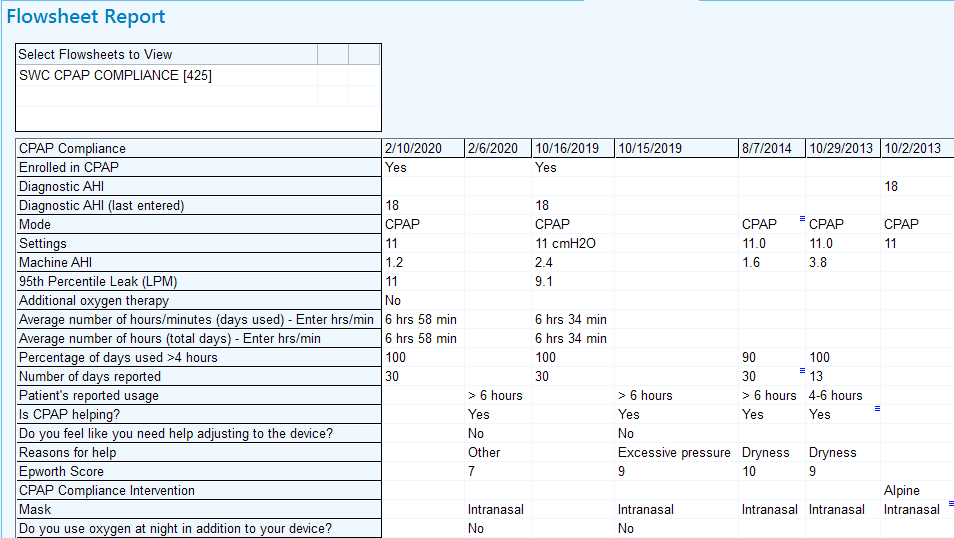 Flowsheet Report
Select Flowsheets to View
SWC CPAP COMPLIANCE [425]
CPAP Compliance 2/10/2020 2/6/2020 10/16/2019 10/15/2019 8/7/2014 10/29/2013 10/2/2013
Enrolled in CPAP Yes Yes
Diagnostic AHI 18
Diagnostic AHI (last entered) 18 18
Mode CPAP CPAP CPAP CPAP CPAP
Settings 11 11 cmH2O 11.0 11.0 11
Machine AHI 1.2 2.4 1.6 3.8
95th Percentile Leak (LPM) 11 9.1
Additional oxygen therapy No
Average number of hours/minutes (days used) - Enter hrs/min 6 hrs 58 min 6 hrs 34 min
Average number of hours (total days) - Enter hrs/min 6 hrs 58 min 6 hrs 34 min
Percentage of days used >4 hours 100 100 90 100
Number of days reported 30 30 30 13
Patient's reported usage > 6 hours > 6 hours > 6 hours 4-6 hours
Is CPAP helping? Yes Yes Yes Yes
Do you feel like you need help adjusting to the device? No No
Reasons for help Other Excessive pressure Dryness Dryness
Epworth Score 7 9 10 9
CPAP Compliance Intervention Alpine
Mask Intranasal Intranasal Intranasal Intranasal Intranasal
Do you use oxygen at night in addition to your device? No No